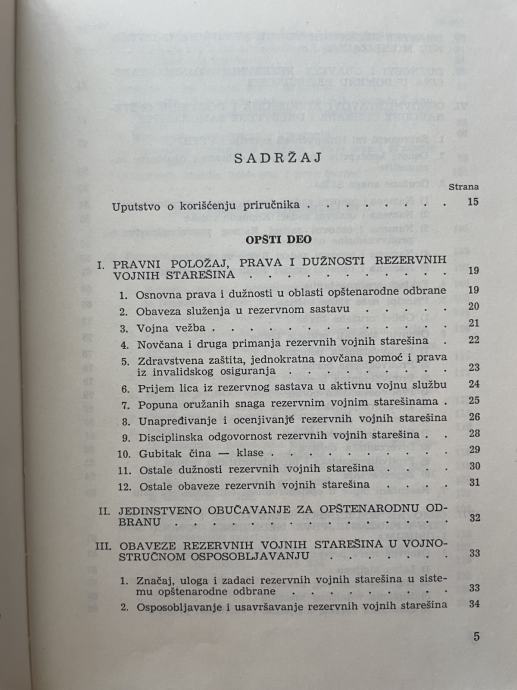 SADRŽAJ
Strana
Uputstvo o korišćenju priručnika . . . . . . . . 15
OPŠTI DEO
I. PRAVNI POLOŽAJ, PRAVA I DUŽNOSTI REZERVNIH
VOJNIH STAREŠINA . . . . . . . . . . . 19
1. Osnovna prava i dužnosti u oblasti opštenarodne odbrane 19
2. Obaveza služenja u rezervnom sastavu . . . . . 20
3. Vojna vežba . . . . . . . . . . . . . 21
4. Novčana i druga primanja rezervnih vojnih starešina . 22
5. Zdravstvena zaštita, jednokratna novčana pomoć i prava
iz invalidskog osiguranja . . . . . . . . . 23
6. Prijem lica iz rezervnog sastava u aktivnu vojnu službu 24
7. Popuna oružanih snaga rezervnim vojnim starešinama . 25
8. Unapređivanje i ocenjivanje rezervnih vojnih starešina 26
9. Disciplinska odgovornost rezervnih vojnih starešina . . 28
10. Gubitak čina — klase . . . . . . . . . . 29
11. Ostale dužnosti rezervnih vojnih starešina . . . . 30
12. Ostale obaveze rezervnih vojnih starešina . . . . 31
II. JEDINSTVENO OBUČAVANJE ZA OPŠTENARODNU OD-
BRANU . . . . . . . . . . . . . . . 32
III. OBAVEZE REZERVNIH VOJNIH STAREŠINA U VOJNO-
STRUČNOM OSPOSOBLJAVANJU . . . . . . . 33
1. Značaj, uloga i zadaci rezervnih vojnih starešina u siste-
mu opštenarodne odbrane . . . . . . . . 33
2. Osposobljavanje i usavršavanje rezervnih vojnih starešina 34
5